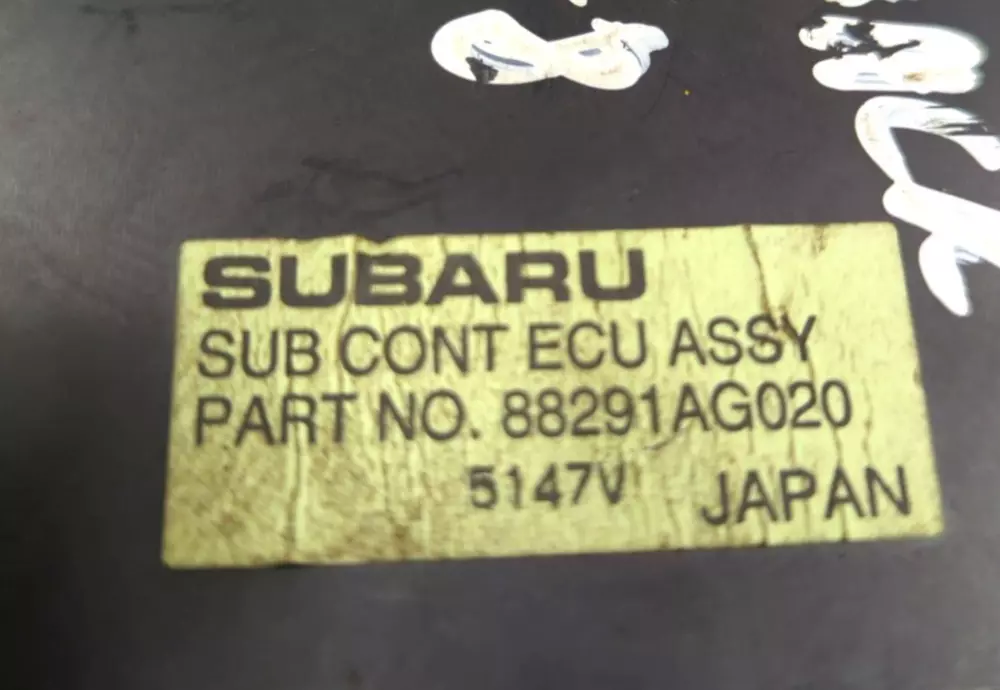 SUBARU
SUB CONT ECU ASSY
PART NO. 88291AG020
5147V JAPAN